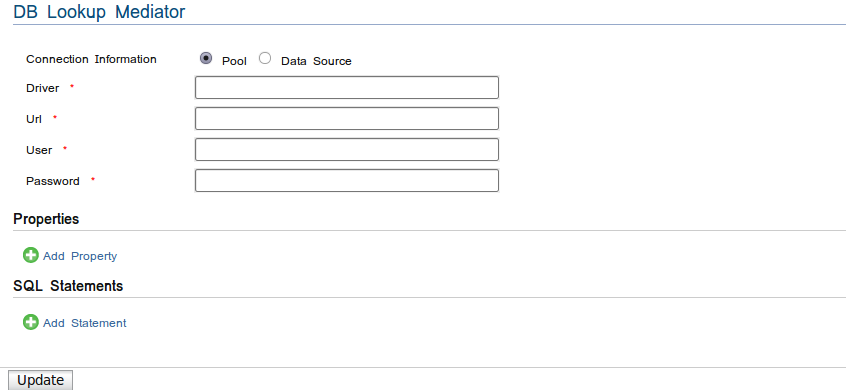 DB Lookup Mediator
Connection Information Pool Data Source
Driver *
Url *
User *
Password *
Properties
Add Property
SQL Statements
Add Statement
Update